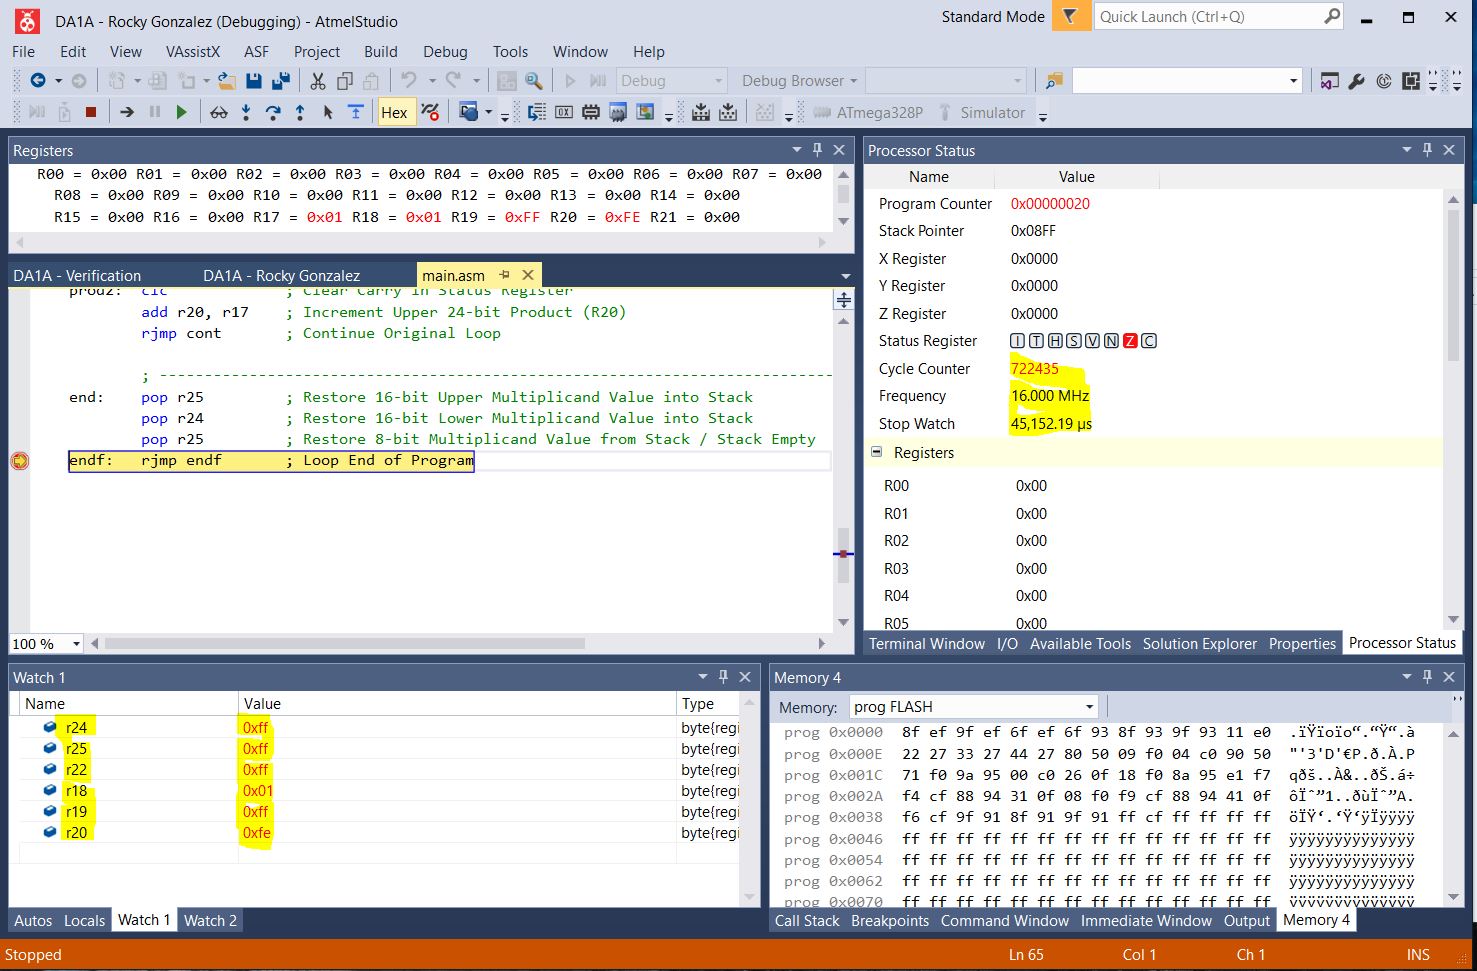 DA1A - Rocky Gonzalez (Debugging) - AtmelStudio
Standard Mode
Quick Launch (Ctrl+Q)
File Edit View VAssistX ASF Project Build Debug Tools Window Help
Debug Debug Browser
Hex ATmega328P Simulator
Registers
R00 = 0x00 R01 = 0x00 R02 = 0x00 R03 = 0x00 R04 = 0x00 R05 = 0x00 R06 = 0x00 R07 = 0x00
R08 = 0x00 R09 = 0x00 R10 = 0x00 R11 = 0x00 R12 = 0x00 R13 = 0x00 R14 = 0x00
R15 = 0x00 R16 = 0x00 R17 = 0x01 R18 = 0x01 R19 = 0xFF R20 = 0xFE R21 = 0x00
DA1A - Verification DA1A - Rocky Gonzalez main.asm
prod2: clc ; Clear Carry in Status Register
add r20, r17 ; Increment Upper 24-bit Product (R20)
rjmp cont ; Continue Original Loop
; ---------------------------------------------------------------------------
end: pop r25 ; Restore 16-bit Upper Multiplicand Value into Stack
pop r24 ; Restore 16-bit Lower Multiplicand Value into Stack
pop r25 ; Restore 8-bit Multiplicand Value from Stack / Stack Empty
endf: rjmp endf ; Loop End of Program
100 %
Processor Status
Name Value
Program Counter 0x00000020
Stack Pointer 0x08FF
X Register 0x0000
Y Register 0x0000
Z Register 0x0000
Status Register I T H S V N Z C
Cycle Counter 722435
Frequency 16.000 MHz
Stop Watch 45,152.19 µs
Registers
R00 0x00
R01 0x00
R02 0x00
R03 0x00
R04 0x00
R05 0x00
Terminal Window I/O Available Tools Solution Explorer Properties Processor Status
Watch 1
Name Value Type
r24 0xff byte{regi
r25 0xff byte{regi
r22 0xff byte{regi
r18 0x01 byte{regi
r19 0xff byte{regi
r20 0xfe byte{regi
Autos Locals Watch 1 Watch 2
Memory 4
Memory: prog FLASH
prog 0x0000 8f ef 9f ef 6f ef 6f 93 8f 93 9f 93 11 e0 .ïŸïoïo“.“Ÿ“.à
prog 0x000E 22 27 33 27 44 27 80 50 09 f0 04 c0 90 50 "'3'D'€P.ð.À.P
prog 0x001C 71 f0 9a 95 00 c0 26 0f 18 f0 8a 95 e1 f7 qðš..À&..ðŠ.á÷
prog 0x002A f4 cf 88 94 31 0f 08 f0 f9 cf 88 94 41 0f ôÏˆ”1..ðùÏˆ”A.
prog 0x0038 f6 cf 9f 91 8f 91 9f 91 ff cf ff ff ff ff öÏŸ‘.‘Ÿ‘ÿÏÿÿÿÿ
prog 0x0046 ff ff ff ff ff ff ff ff ff ff ff ff ff ff ÿÿÿÿÿÿÿÿÿÿÿÿÿÿ
prog 0x0054 ff ff ff ff ff ff ff ff ff ff ff ff ff ff ÿÿÿÿÿÿÿÿÿÿÿÿÿÿ
prog 0x0062 ff ff ff ff ff ff ff ff ff ff ff ff ff ff ÿÿÿÿÿÿÿÿÿÿÿÿÿÿ
prog 0x0070 ff ff ff ff ff ff ff ff ff ff ff ff ff ff ÿÿÿÿÿÿÿÿÿÿÿÿÿÿ
Call Stack Breakpoints Command Window Immediate Window Output Memory 4
Stopped Ln 65 Col 1 Ch 1 INS